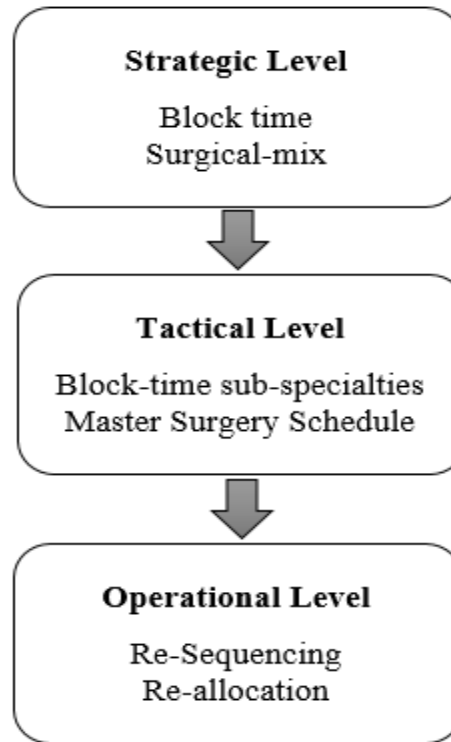 Strategic Level
Block time
Surgical-mix
Tactical Level
Block-time sub-specialties
Master Surgery Schedule
Operational Level
Re-Sequencing
Re-allocation